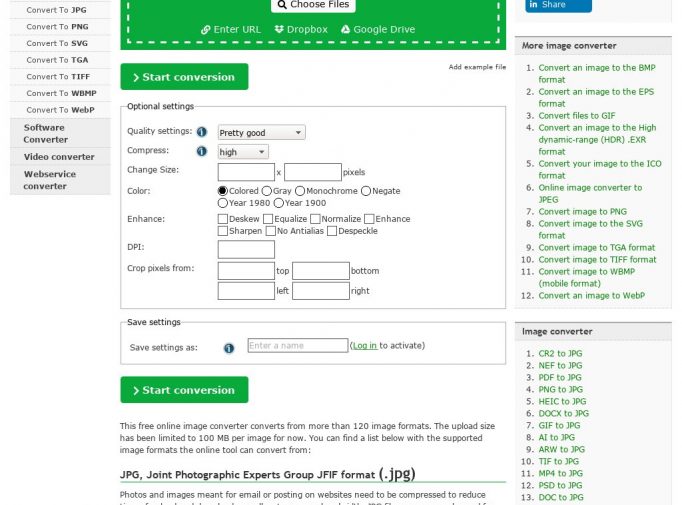 Convert To JPG
Convert To PNG
Convert To SVG
Convert To TGA
Convert To TIFF
Convert To WBMP
Convert To WebP
Software
Converter
Video converter
Webservice
converter
Choose Files
Enter URL Dropbox Google Drive
Start conversion
Add example file
Optional settings
Quality settings: i Pretty good
Compress: i high
Change Size: x pixels
Color: Colored Gray Monochrome Negate
Year 1980 Year 1900
Enhance: Deskew Equalize Normalize Enhance
Sharpen No Antialias Despeckle
DPI:
Crop pixels from: top bottom
left right
Save settings
Save settings as: i Enter a name (Log in to activate)
Start conversion
This free online image converter converts from more than 120 image formats. The upload size
has been limited to 100 MB per image for now. You can find a list below with the supported
image formats the online tool can convert from:
JPG, Joint Photographic Experts Group JFIF format (.jpg)
Photos and images meant for email or posting on websites need to be compressed to reduce
in Share
More image converter
1. Convert an image to the BMP
format
2. Convert an image to the EPS
format
3. Convert files to GIF
4. Convert an image to the High
dynamic-range (HDR) .EXR
format
5. Convert your image to the ICO
format
6. Online image converter to
JPEG
7. Convert image to PNG
8. Convert an image to the SVG
format
9. Convert image to TGA format
10. Convert image to TIFF format
11. Convert image to WBMP
(mobile format)
12. Convert an image to WebP
Image converter
1. CR2 to JPG
2. NEF to JPG
3. PDF to JPG
4. PNG to JPG
5. HEIC to JPG
6. DOCX to JPG
7. GIF to JPG
8. AI to JPG
9. ARW to JPG
10. TIF to JPG
11. MP4 to JPG
12. PSD to JPG
13. DOC to JPG